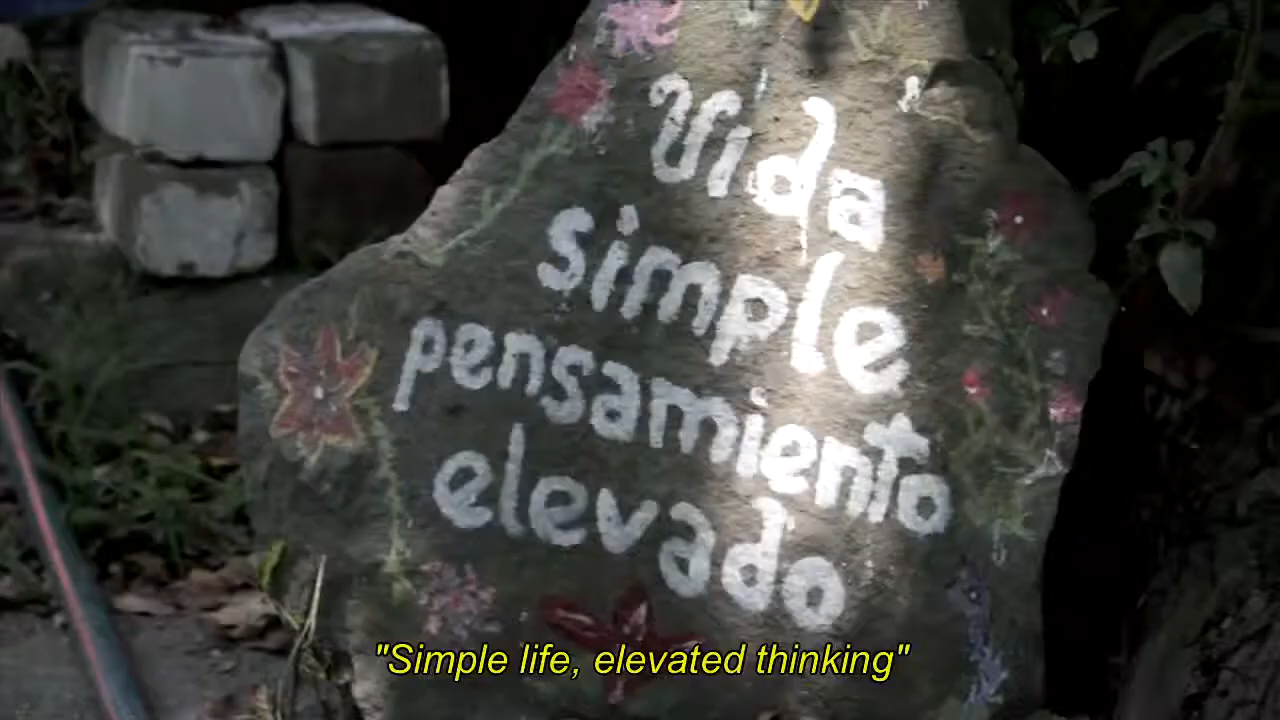 Vida
simple
pensamiento
elevado
"Simple life, elevated thinking"